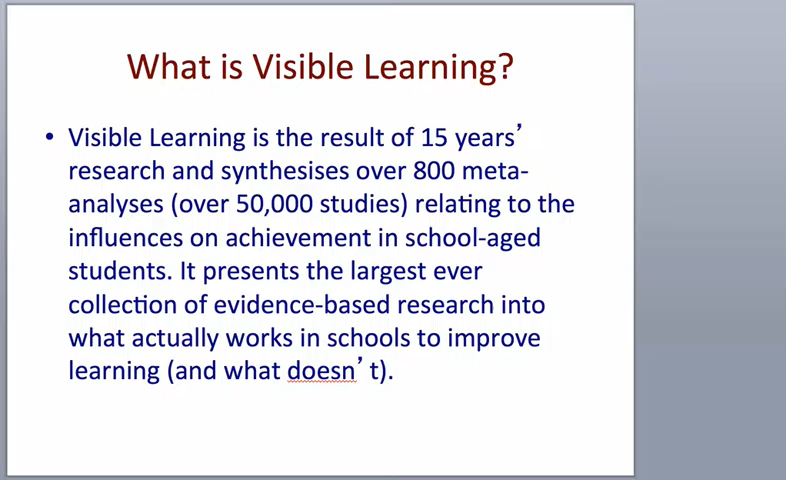 What is Visible Learning?
• Visible Learning is the result of 15 years’
research and synthesises over 800 meta-
analyses (over 50,000 studies) relating to the
influences on achievement in school-aged
students. It presents the largest ever
collection of evidence-based research into
what actually works in schools to improve
learning (and what doesn’t).